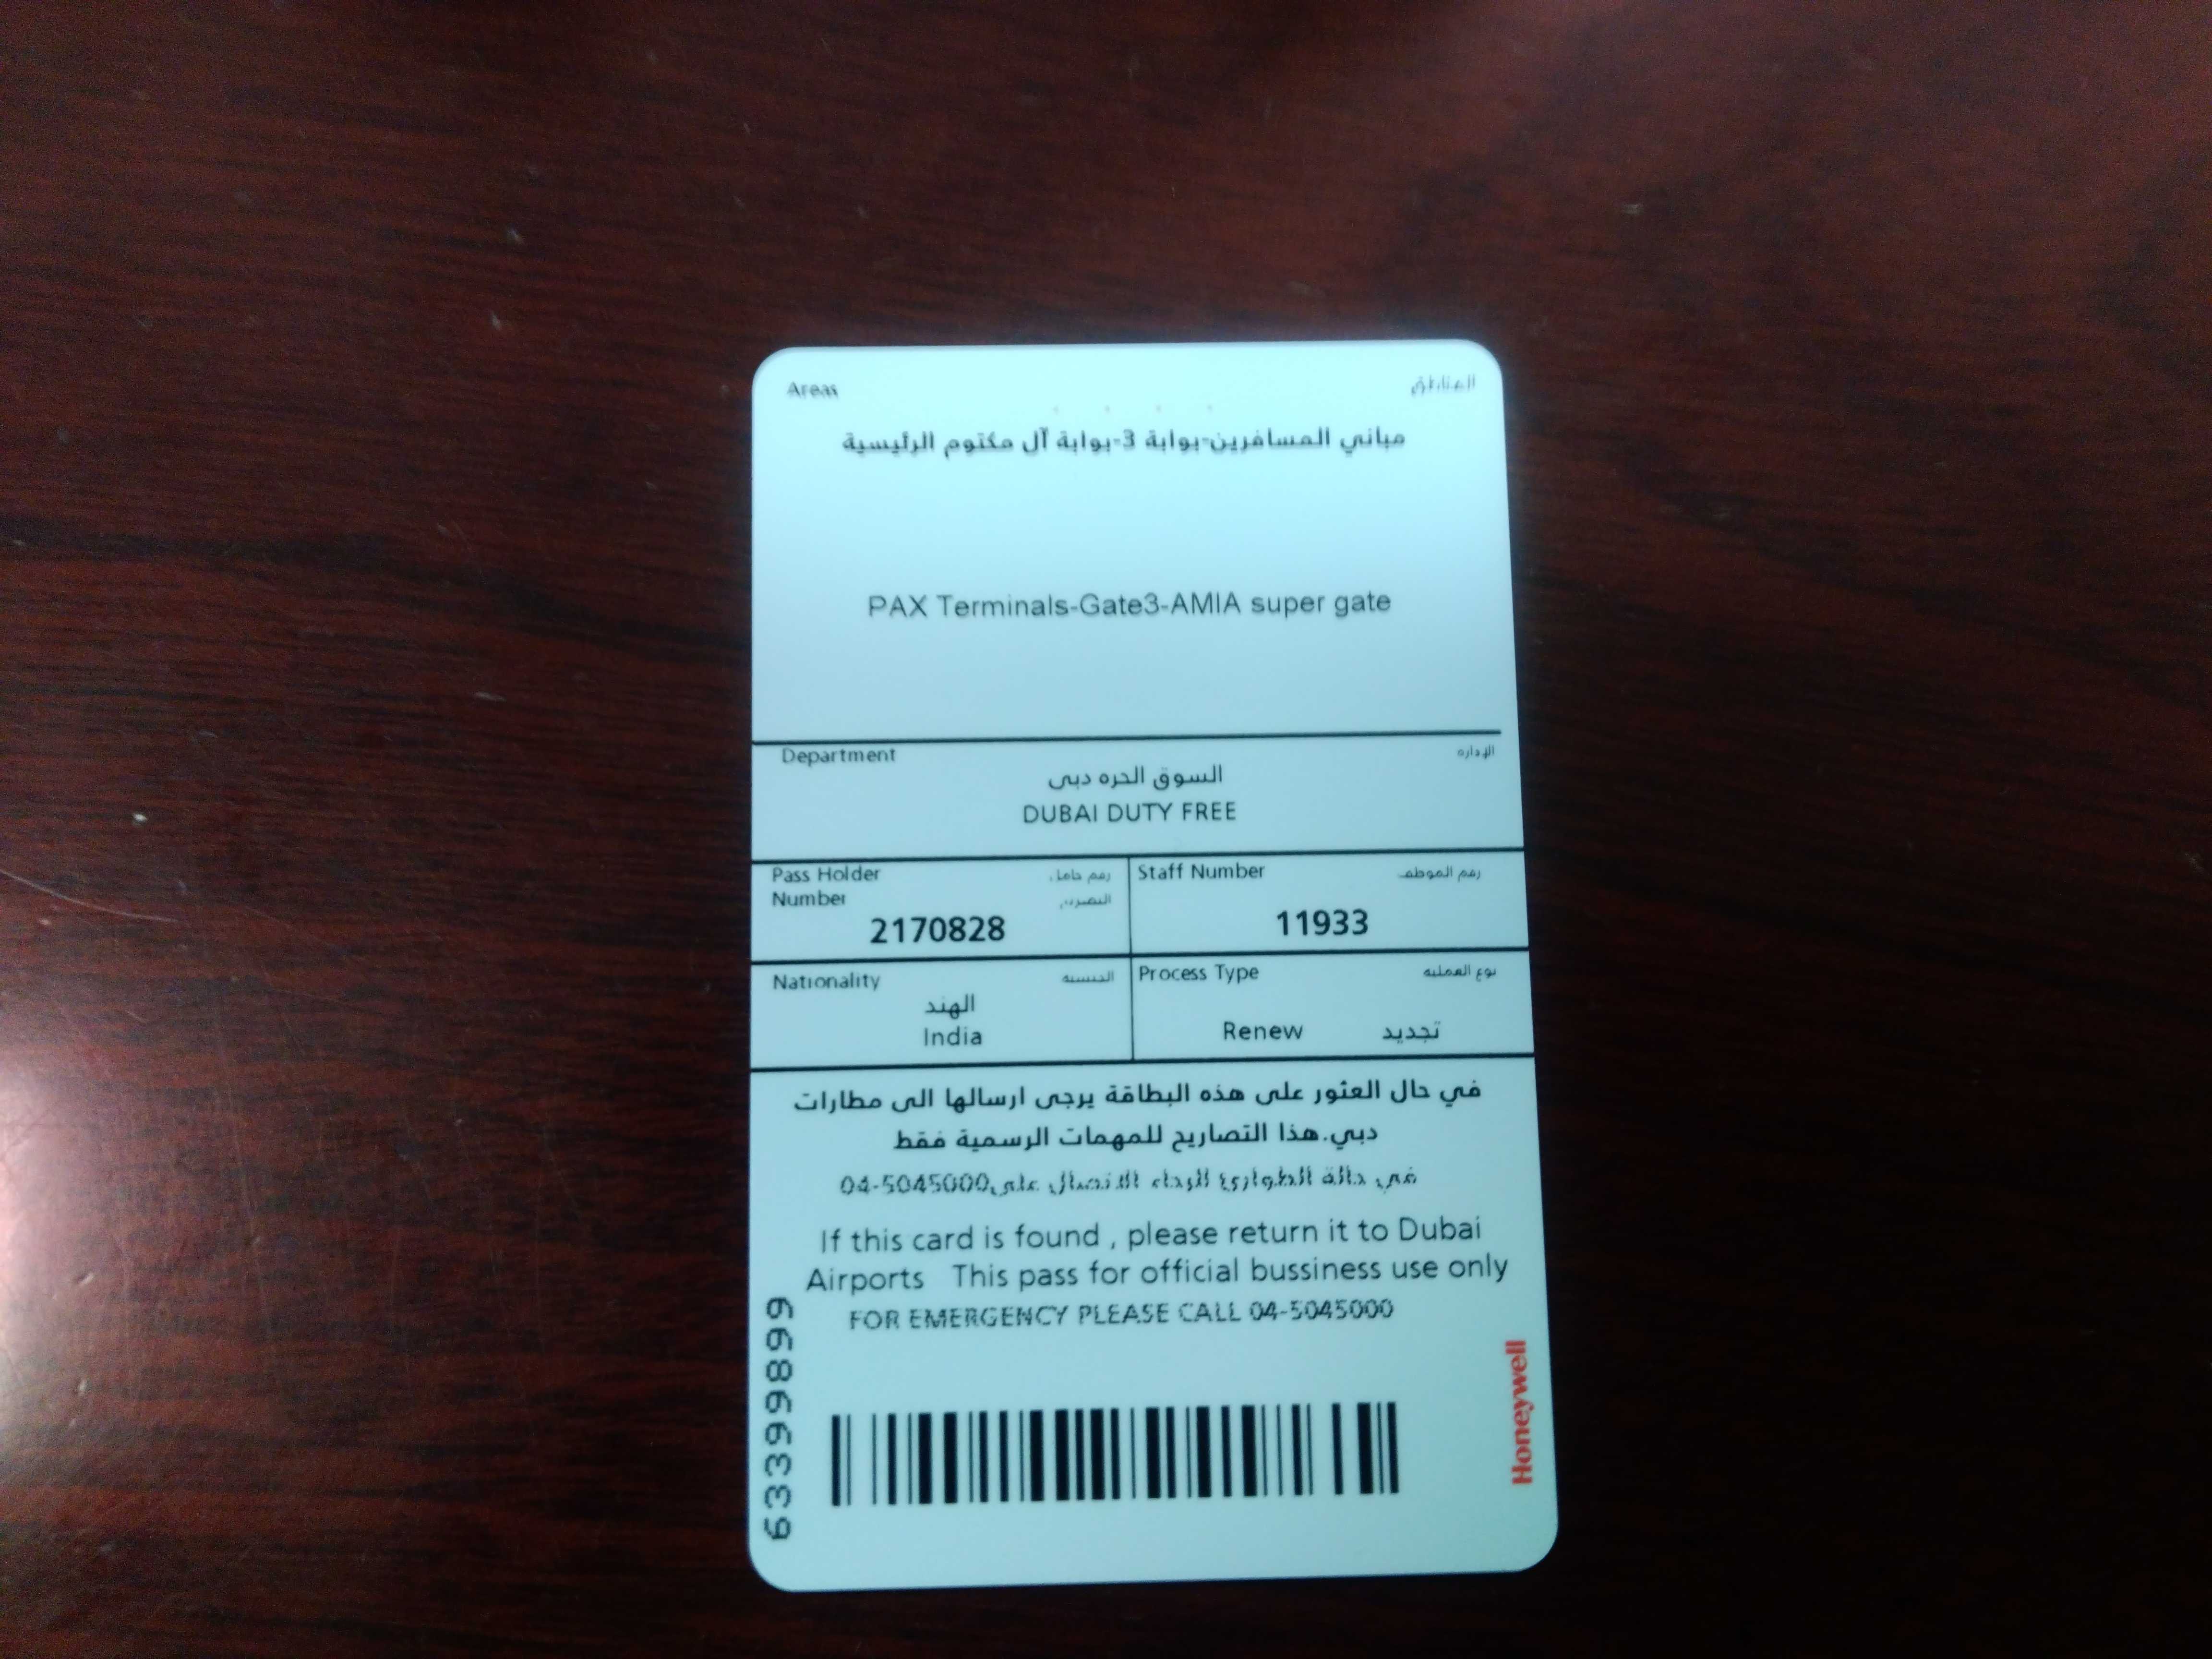 Areas المناطق
مباني المسافرين-بوابة 3-بوابة آل مكتوم الرئيسية
PAX Terminals-Gate3-AMIA super gate
Department الإداره
السوق الحره دبى
DUBAI DUTY FREE
Pass Holder رقم حامل
Number التصريح
2170828
Staff Number رقم الموظف
11933
Nationality الجنسيه
الهند
India
Process Type نوع العمليه
Renew تجديد
في حال العثور على هذه البطاقة يرجى ارسالها الى مطارات
دبي.هذا التصاريح للمهمات الرسمية فقط
في حالة الطوارئ الرجاء الاتصال على04-5045000
If this card is found , please return it to Dubai
Airports This pass for official bussiness use only
FOR EMERGENCY PLEASE CALL 04-5045000
63399899
Honeywell